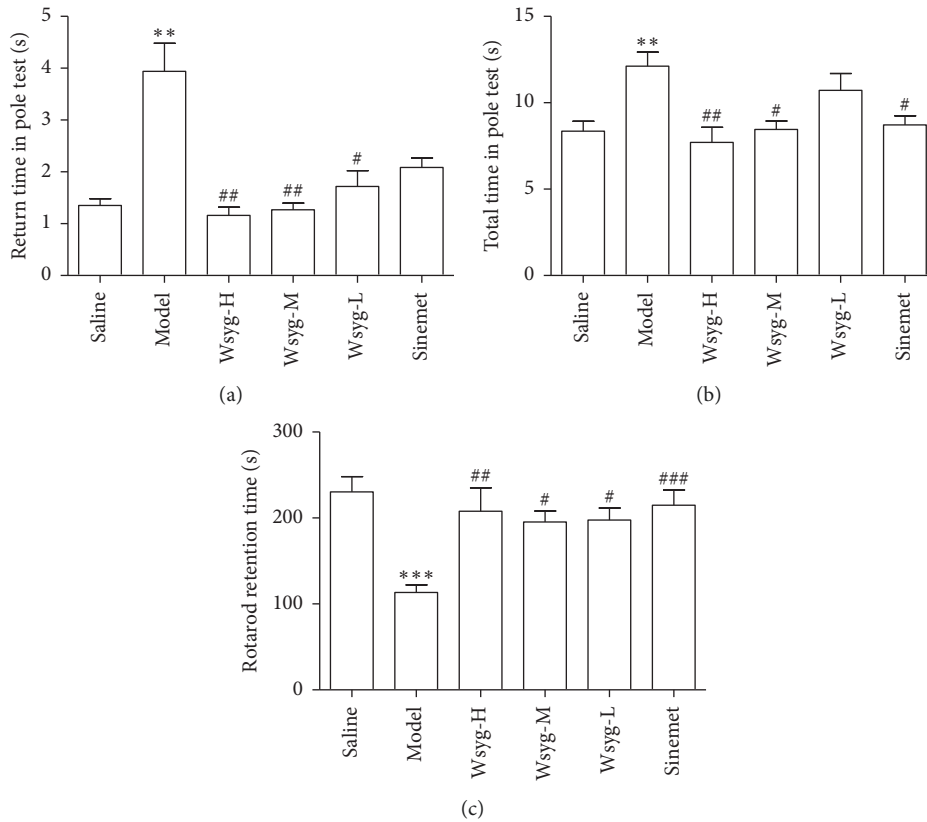 Return time in pole test (s)
5
4
3
2
1
0
**
##
##
#
Saline
Model
Wsyg-H
Wsyg-M
Wsyg-L
Sinemet
(a)
Total time in pole test (s)
15
10
5
0
**
##
#
#
Saline
Model
Wsyg-H
Wsyg-M
Wsyg-L
Sinemet
(b)
Rotarod retention time (s)
300
200
100
0
***
##
#
#
###
Saline
Model
Wsyg-H
Wsyg-M
Wsyg-L
Sinemet
(c)